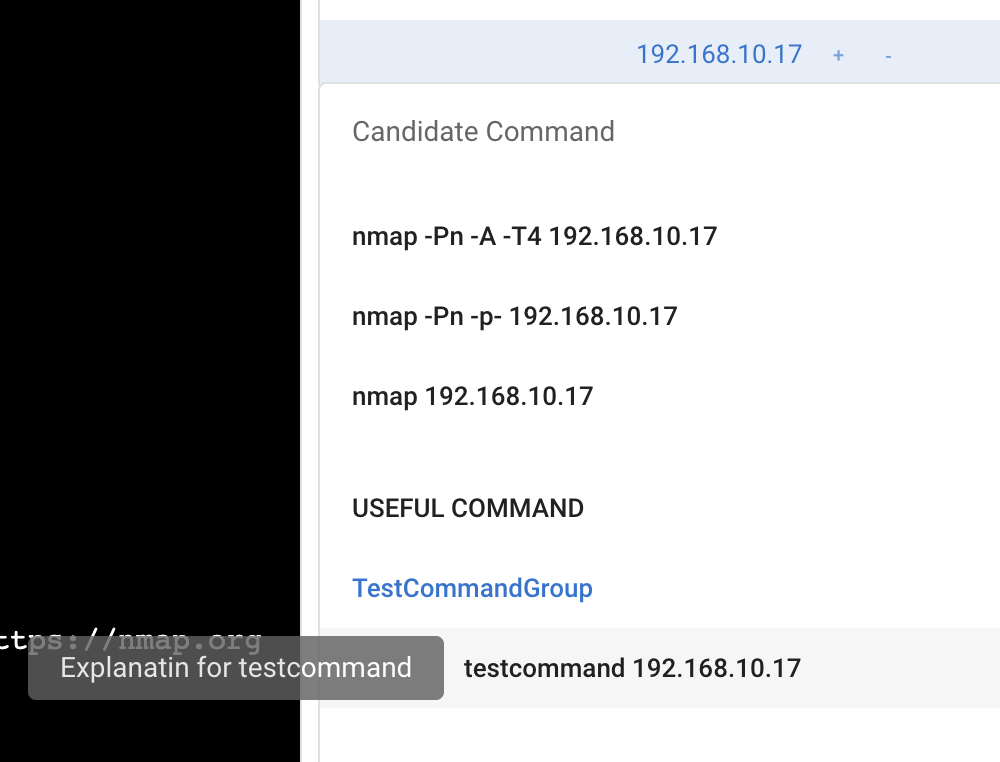 192.168.10.17 + -
Candidate Command
nmap -Pn -A -T4 192.168.10.17
nmap -Pn -p- 192.168.10.17
nmap 192.168.10.17
USEFUL COMMAND
TestCommandGroup
ttps://nmap.org
Explanatin for testcommand
testcommand 192.168.10.17